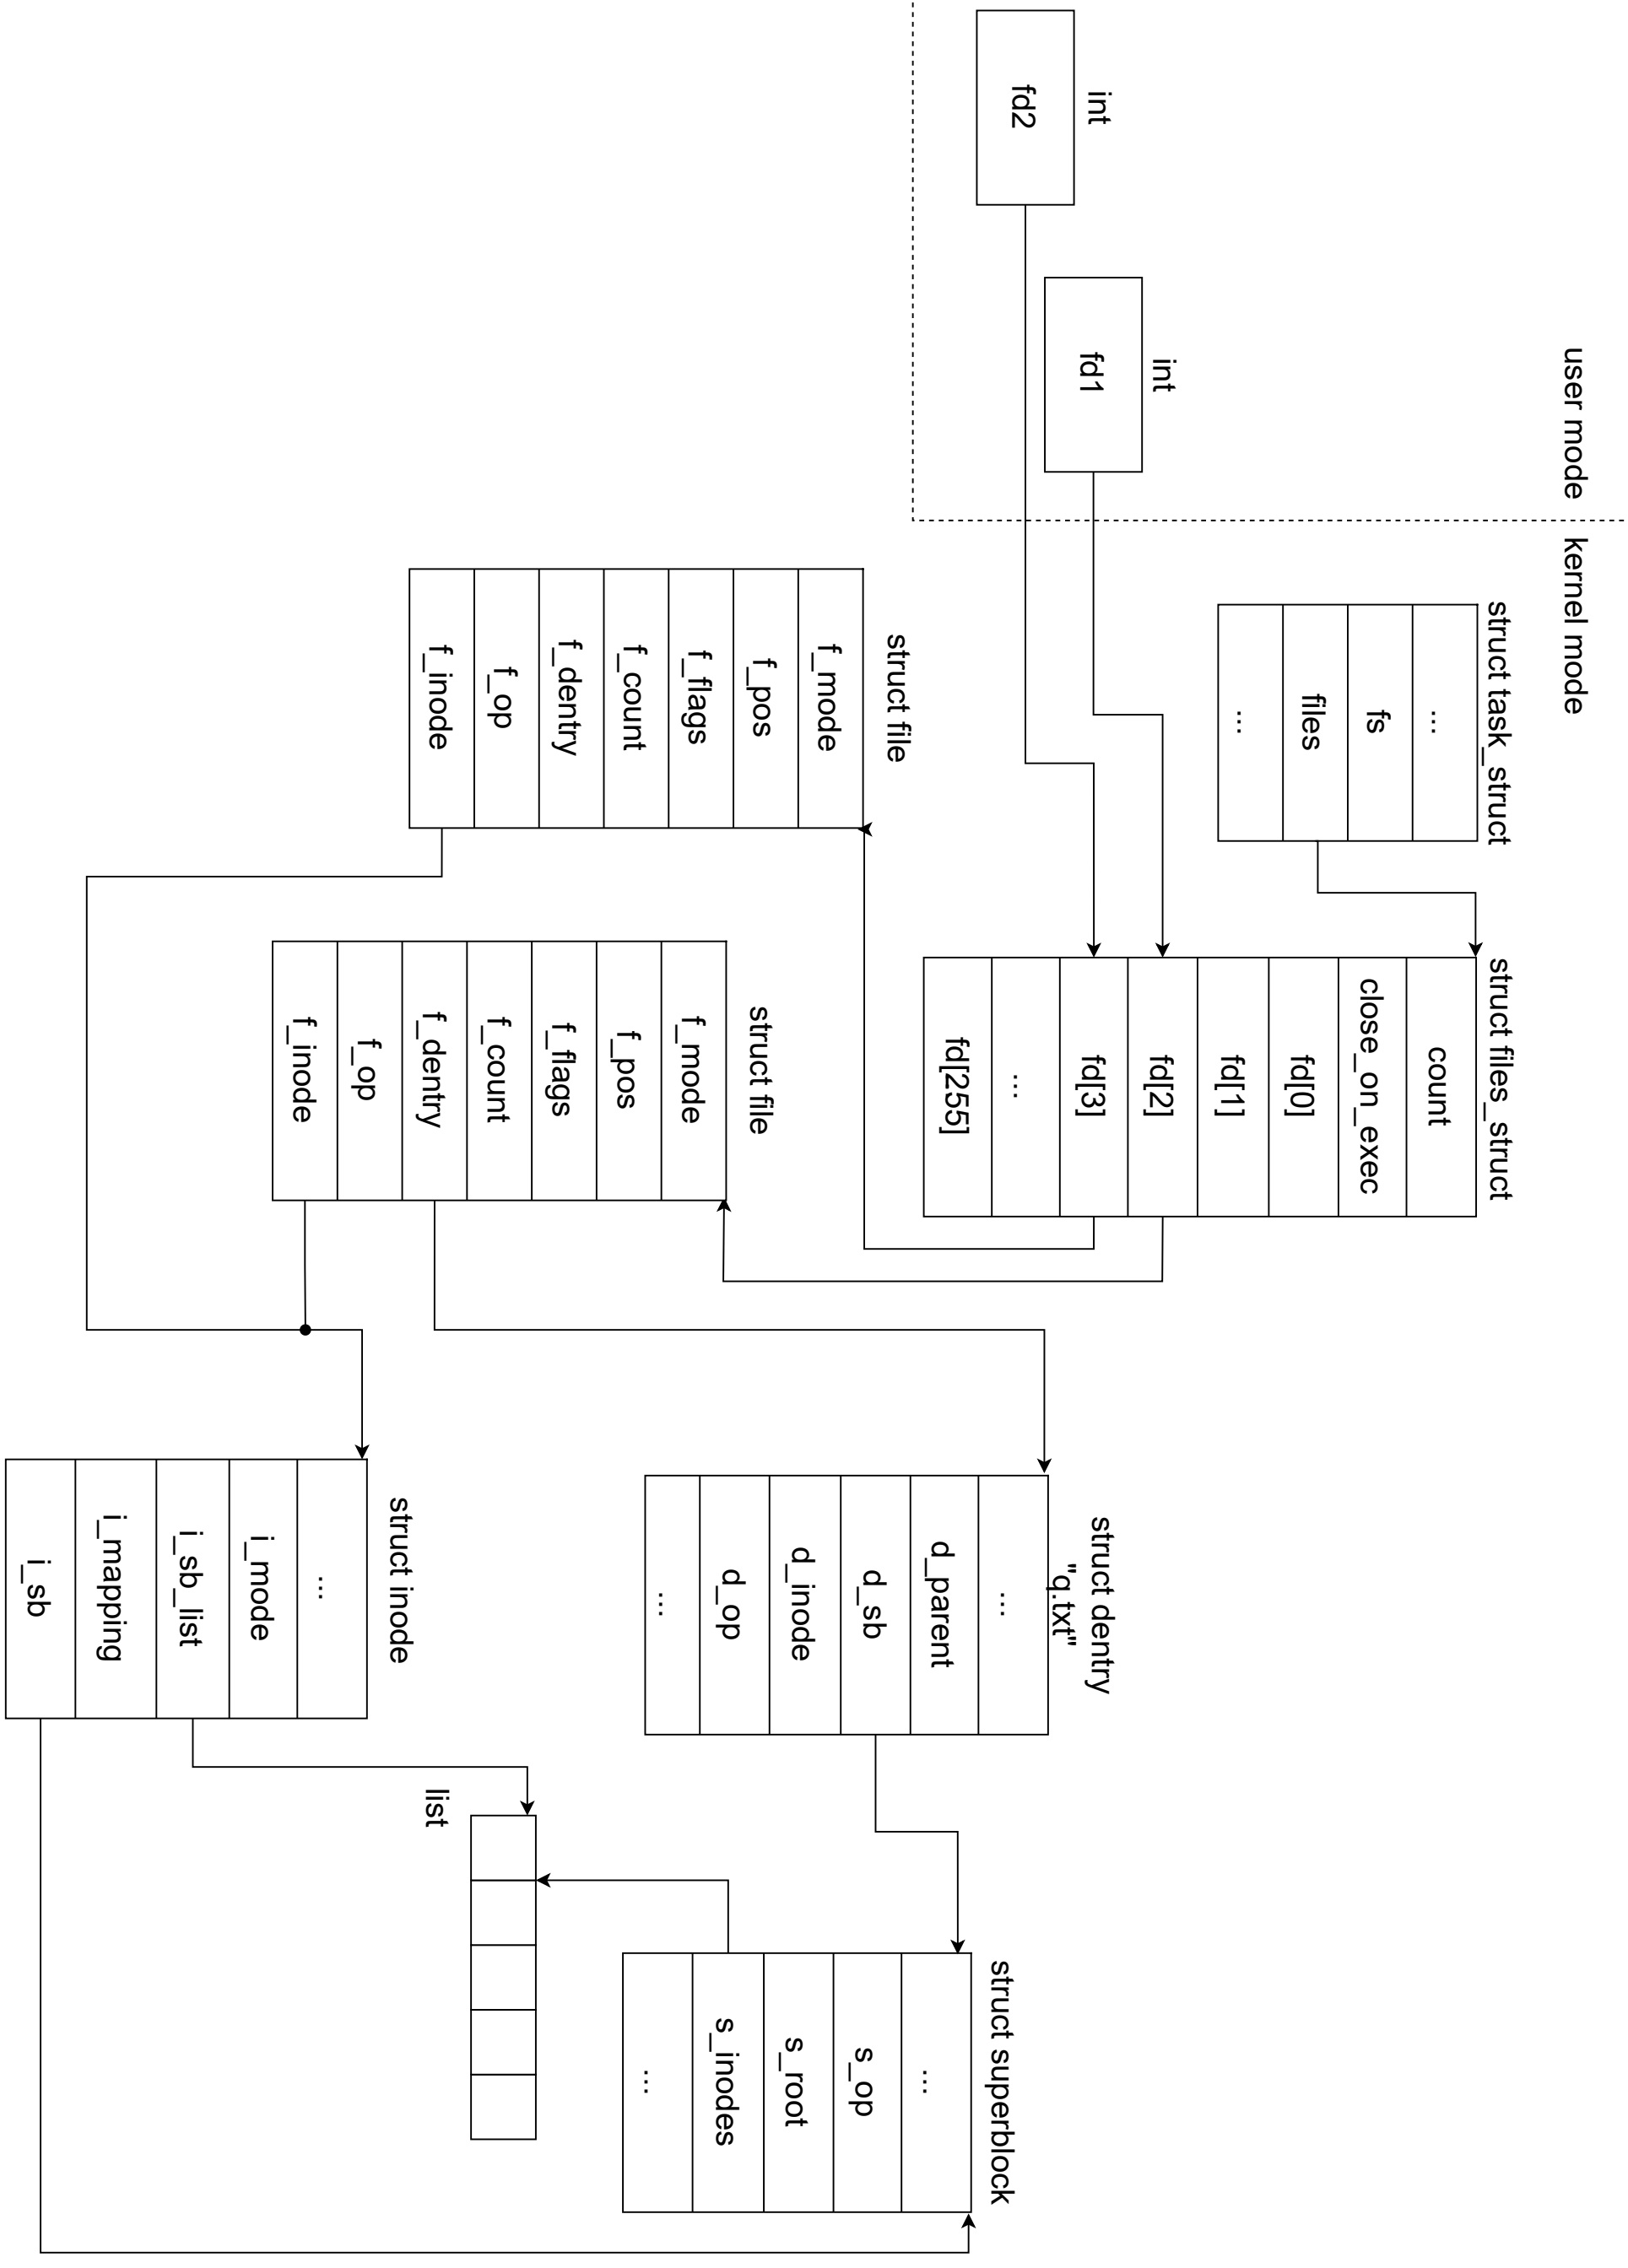 user mode
kernel mode
int
fd1
int
fd2
struct task_struct
...
fs
files
...
struct files_struct
count
close_on_exec
fd[0]
fd[1]
fd[2]
fd[3]
...
fd[255]
struct file
f_mode
f_pos
f_flags
f_count
f_dentry
f_op
f_inode
struct file
f_mode
f_pos
f_flags
f_count
f_dentry
f_op
f_inode
struct dentry
"q.txt"
...
d_parent
d_sb
d_inode
d_op
...
struct inode
...
i_mode
i_sb_list
i_mapping
i_sb
struct superblock
...
s_op
s_root
s_inodes
...
list